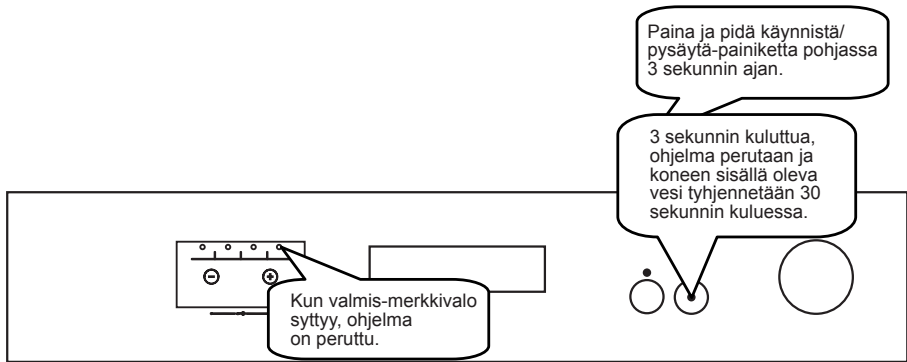 Paina ja pidä käynnistä/
pysäytä-painiketta pohjassa
3 sekunnin ajan.
3 sekunnin kuluttua,
ohjelma perutaan ja
koneen sisällä oleva
vesi tyhjennetään 30
sekunnin kuluessa.
Kun valmis-merkkivalo
syttyy, ohjelma
on peruttu.